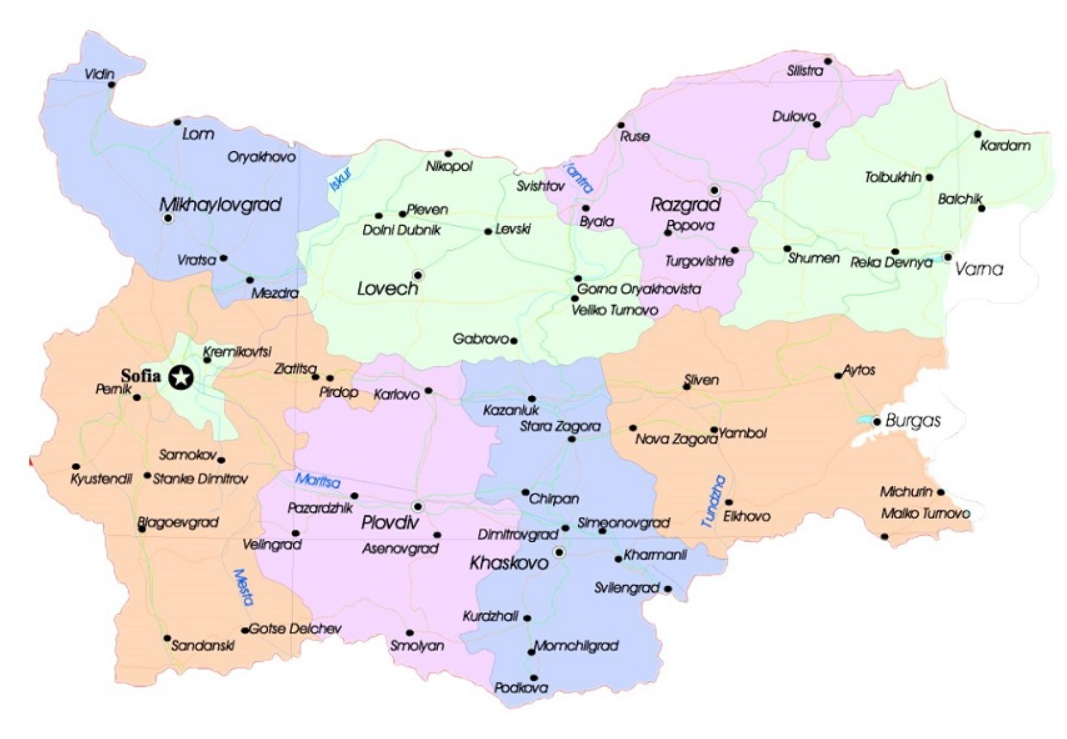 Vidin
Silistra
Lom
Dulovo
Ruse
Kardam
Oryakhovo
Nikopol
Iskur
Svishtov
Yantra
Tolbukhin
Mikhaylovgrad
Pleven
Razgrad
Balchik
Dolni Dubnik
Levski
Byala
Popova
Vratsa
Turgovishte
Shumen
Reka Devnya
Varna
Mezdra
Lovech
Gorna Oryakhovista
Veliko Turnovo
Gabrovo
Kremikovtsi
Sofia
Zlatitsa
Pirdop
Aytos
Pernik
Karlovo
Sliven
Kazanluk
Stara Zagora
Nova Zagora
Yambol
Burgas
Samokov
Kyustendil
Stanke Dimitrov
Maritsa
Pazardzhik
Chirpan
Tundzha
Michurin
Blagoevgrad
Plovdiv
Elkhovo
Malko Turnovo
Velingrad
Asenovgrad
Dimitrovgrad
Simeonovgrad
Khaskovo
Kharmanli
Mesta
Svilengrad
Gotse Delchev
Kurdzhali
Sandanski
Smolyan
Momchilgrad
Podkova